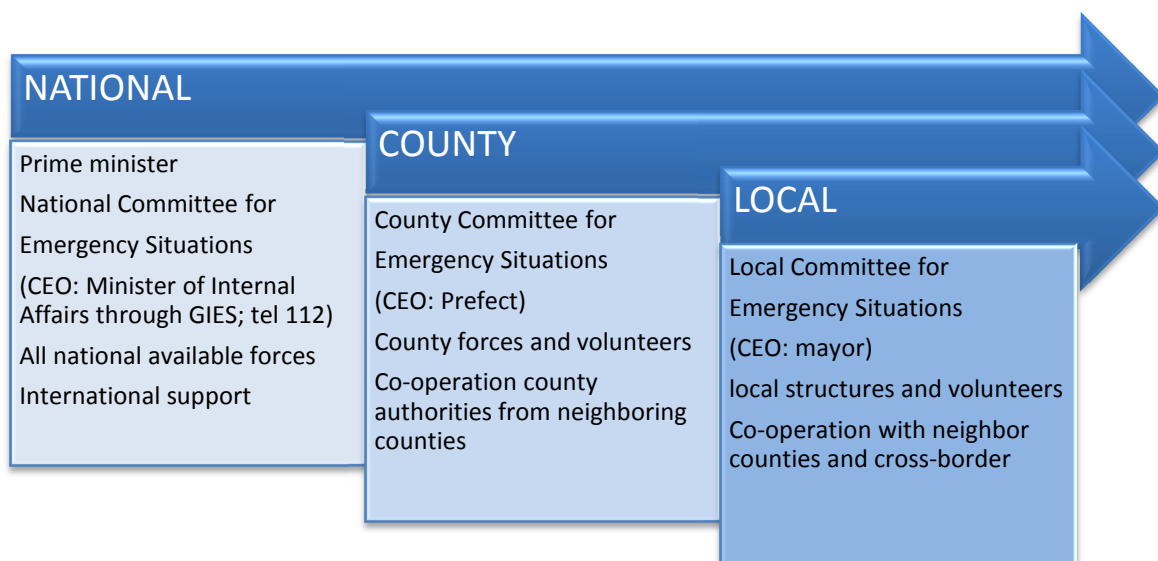 NATIONAL
Prime minister
National Committee for
Emergency Situations
(CEO: Minister of Internal
Affairs through GIES; tel 112)
All national available forces
International support
COUNTY
County Committee for
Emergency Situations
(CEO: Prefect)
County forces and volunteers
Co-operation county
authorities from neighboring
counties
LOCAL
Local Committee for
Emergency Situations
(CEO: mayor)
local structures and volunteers
Co-operation with neighbor
counties and cross-border